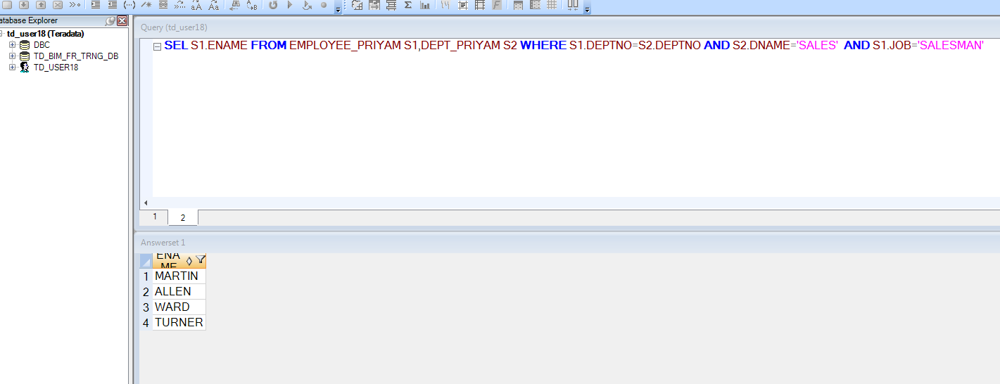 atabase Explorer
td_user18 (Teradata)
DBC
TD_BIM_FR_TRNG_DB
TD_USER18
Query (td_user18)
SEL S1.ENAME FROM EMPLOYEE_PRIYAM S1,DEPT_PRIYAM S2 WHERE S1.DEPTNO=S2.DEPTNO AND S2.DNAME='SALES'  AND S1.JOB='SALESMAN'
1 2
Answerset 1
ENA
ME
1 MARTIN
2 ALLEN
3 WARD
4 TURNER